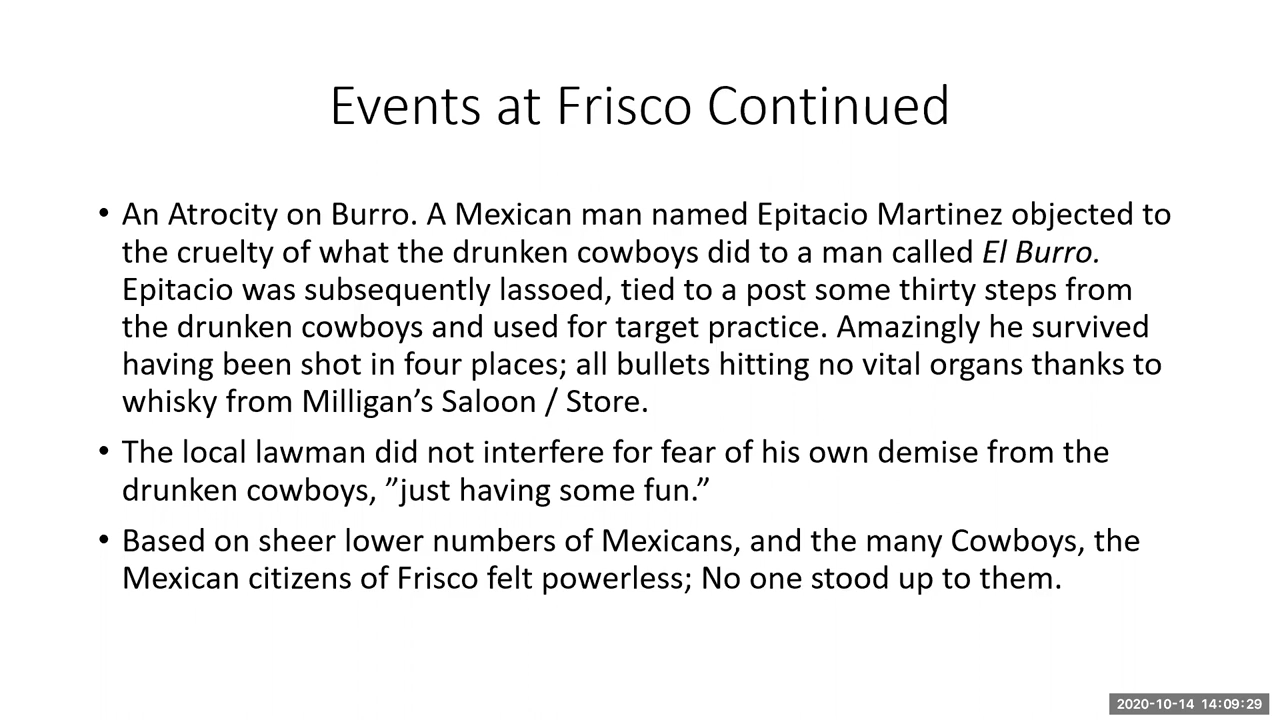 Events at Frisco Continued
• An Atrocity on Burro. A Mexican man named Epitacio Martinez objected to
the cruelty of what the drunken cowboys did to a man called El Burro.
Epitacio was subsequently lassoed, tied to a post some thirty steps from
the drunken cowboys and used for target practice. Amazingly he survived
having been shot in four places; all bullets hitting no vital organs thanks to
whisky from Milligan’s Saloon / Store.
• The local lawman did not interfere for fear of his own demise from the
drunken cowboys, ”just having some fun.”
• Based on sheer lower numbers of Mexicans, and the many Cowboys, the
Mexican citizens of Frisco felt powerless; No one stood up to them.
2020-10-14 14:09:29